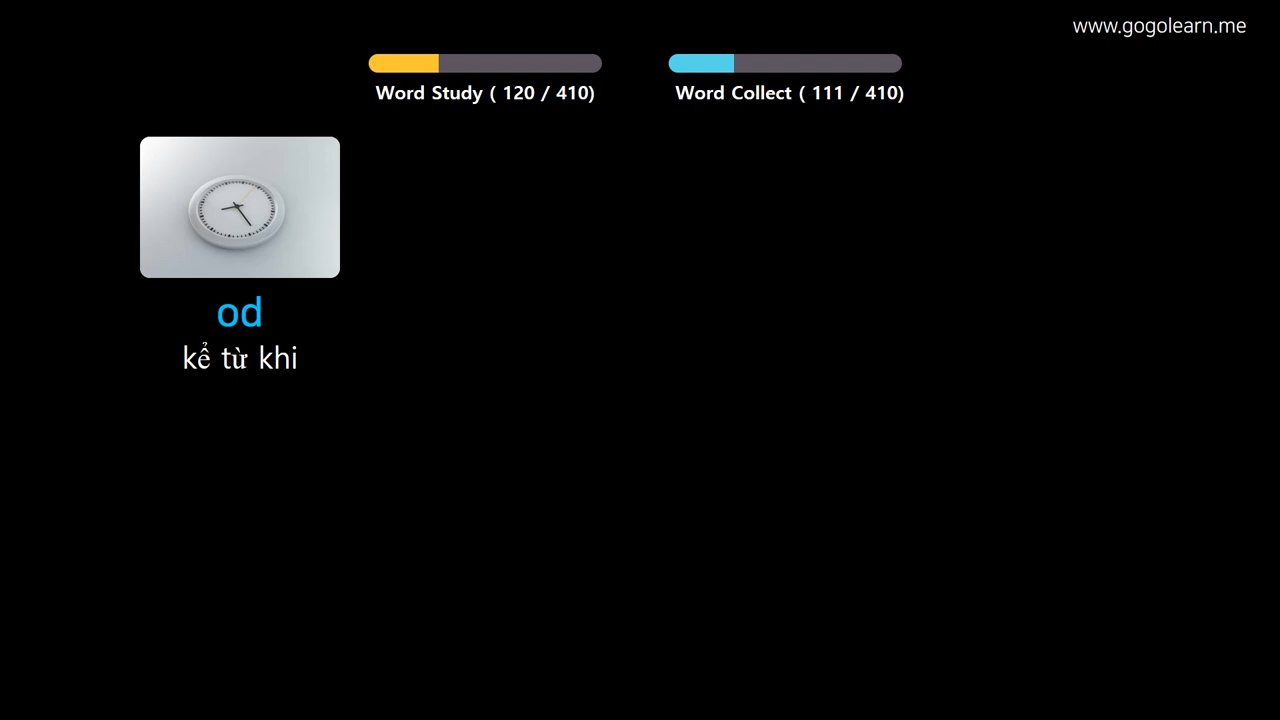 www.gogolearn.me
Word Study ( 120 / 410)
Word Collect ( 111 / 410)
od
kể từ khi